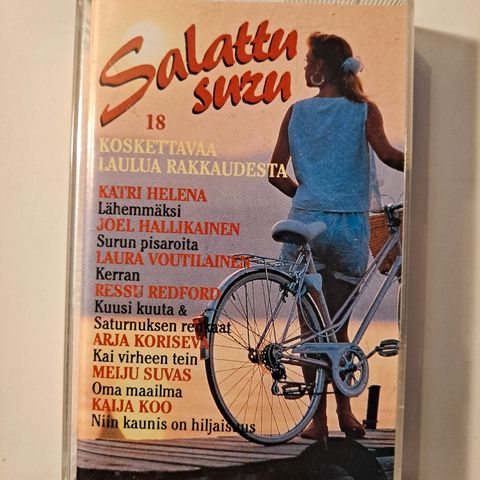 Salattu
suru
18
KOSKETTAVAA
LAULUA RAKKAUDESTA
KATRI HELENA
Lähemmäksi
JOEL HALLIKAINEN
Surun pisaroita
LAURA VOUTILAINEN
Kerran
RESSU REDFORD
Kuusi kuuta &
Saturnuksen renkaat
ARJA KORISEVA
Kai virheen tein
MEIJU SUVAS
Oma maailma
KAIJA KOO
Niin kaunis on hiljaisuus